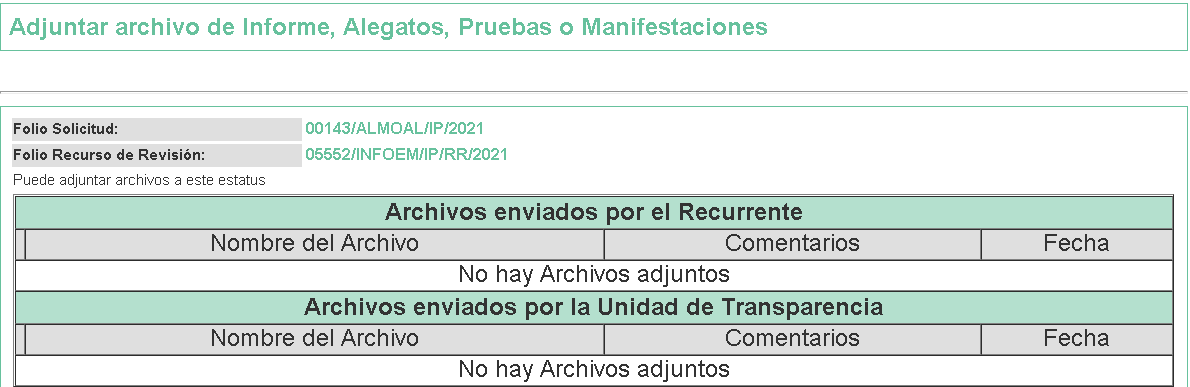 Adjuntar archivo de Informe, Alegatos, Pruebas o Manifestaciones
Folio Solicitud: 00143/ALMOAL/IP/2021
Folio Recurso de Revisión: 05552/INFOEM/IP/RR/2021
Puede adjuntar archivos a este estatus
Archivos enviados por el Recurrente
Nombre del Archivo Comentarios Fecha
No hay Archivos adjuntos
Archivos enviados por la Unidad de Transparencia
Nombre del Archivo Comentarios Fecha
No hay Archivos adjuntos